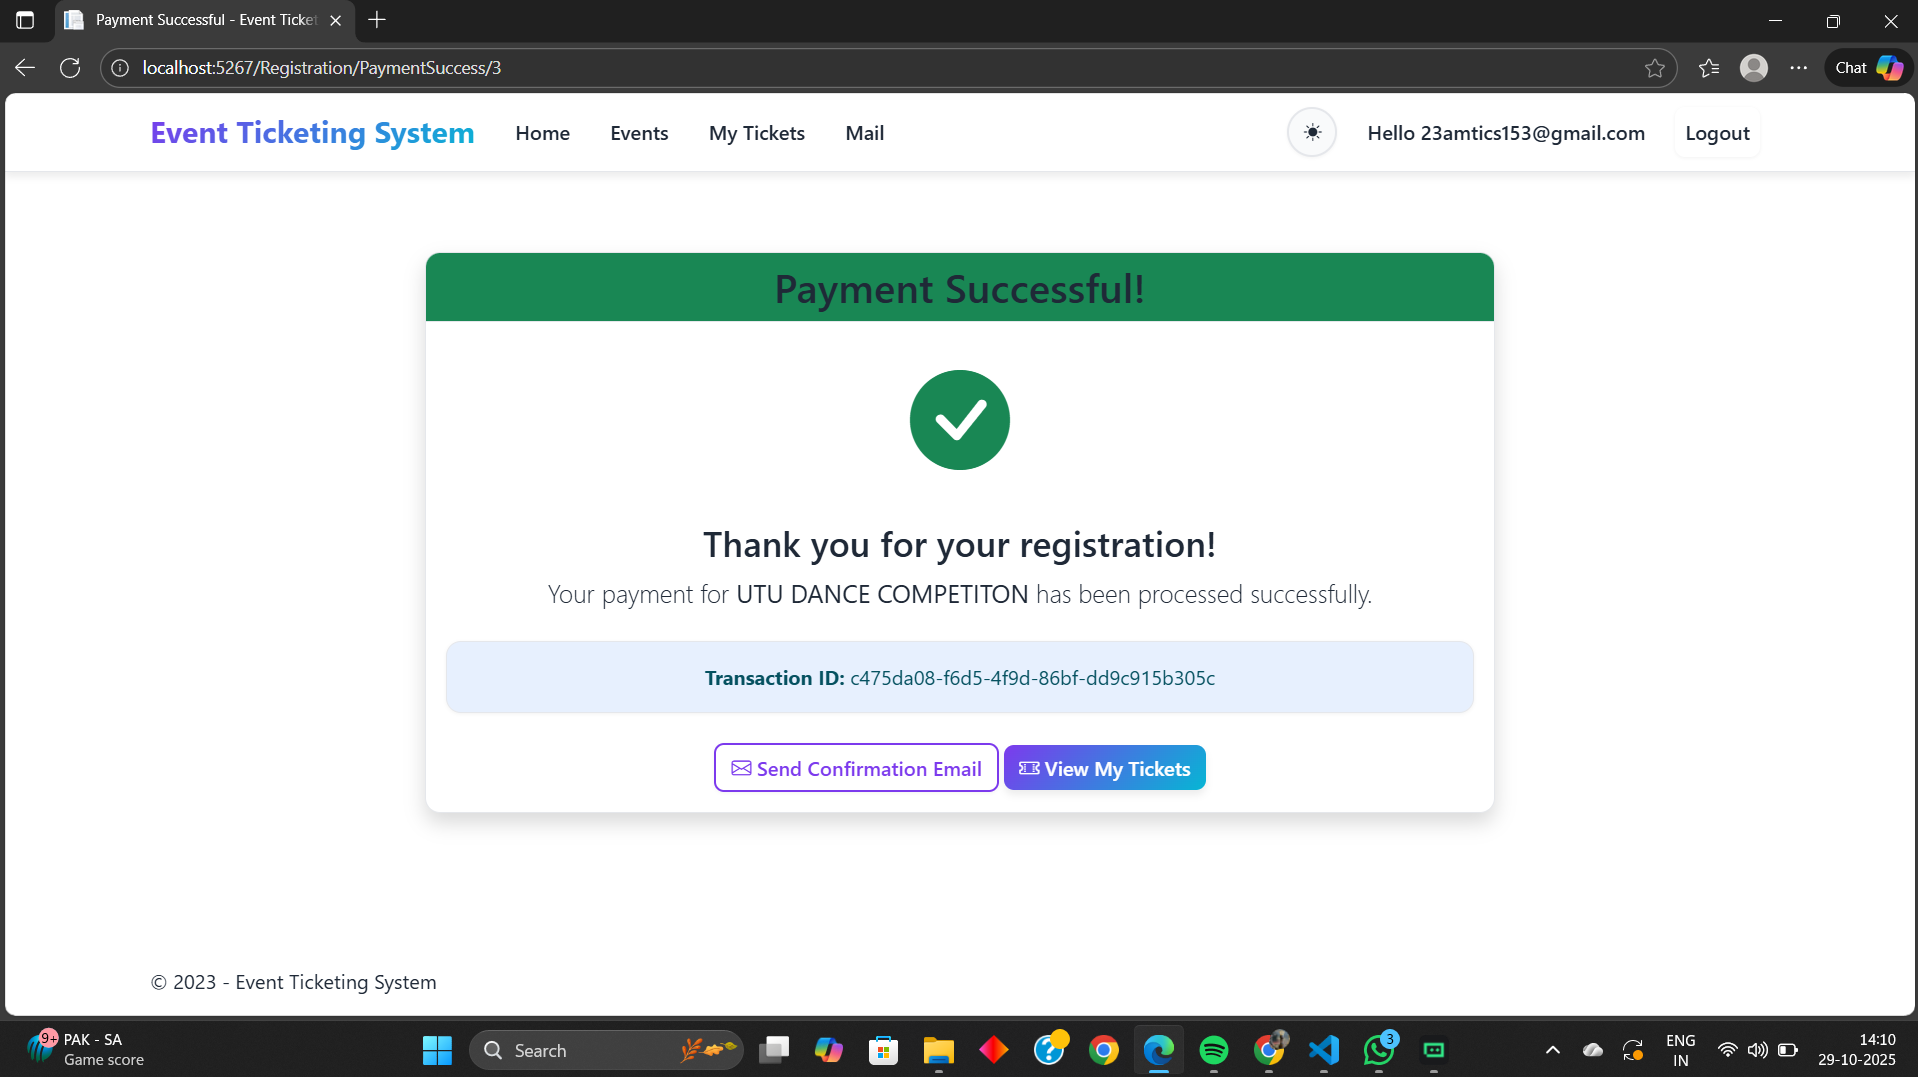 Payment Successful - Event Ticket
localhost:5267/Registration/PaymentSuccess/3
Chat
Event Ticketing System
Home
Events
My Tickets
Mail
Hello 23amtics153@gmail.com
Logout
Payment Successful!
Thank you for your registration!
Your payment for UTU DANCE COMPETITON has been processed successfully.
Transaction ID: c475da08-f6d5-4f9d-86bf-dd9c915b305c
Send Confirmation Email
View My Tickets
© 2023 - Event Ticketing System
9+
PAK - SA
Game score
Search
3
ENG
IN
14:10
29-10-2025